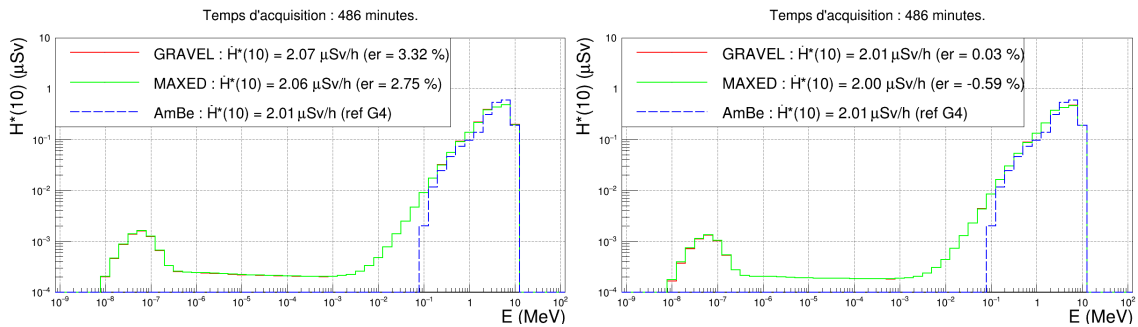 Temps d'acquisition : 486 minutes.
H*(10) (μSv)
10
1
10⁻¹
10⁻²
10⁻³
10⁻⁴
GRAVEL : Ḣ*(10) = 2.07 μSv/h (er = 3.32 %)
MAXED : Ḣ*(10) = 2.06 μSv/h (er = 2.75 %)
AmBe : Ḣ*(10) = 2.01 μSv/h (ref G4)
10⁻⁹ 10⁻⁸ 10⁻⁷ 10⁻⁶ 10⁻⁵ 10⁻⁴ 10⁻³ 10⁻² 10⁻¹ 1 10 10²
E (MeV)
Temps d'acquisition : 486 minutes.
H*(10) (μSv)
10
1
10⁻¹
10⁻²
10⁻³
10⁻⁴
GRAVEL : Ḣ*(10) = 2.01 μSv/h (er = 0.03 %)
MAXED : Ḣ*(10) = 2.00 μSv/h (er = -0.59 %)
AmBe : Ḣ*(10) = 2.01 μSv/h (ref G4)
10⁻⁹ 10⁻⁸ 10⁻⁷ 10⁻⁶ 10⁻⁵ 10⁻⁴ 10⁻³ 10⁻² 10⁻¹ 1 10 10²
E (MeV)